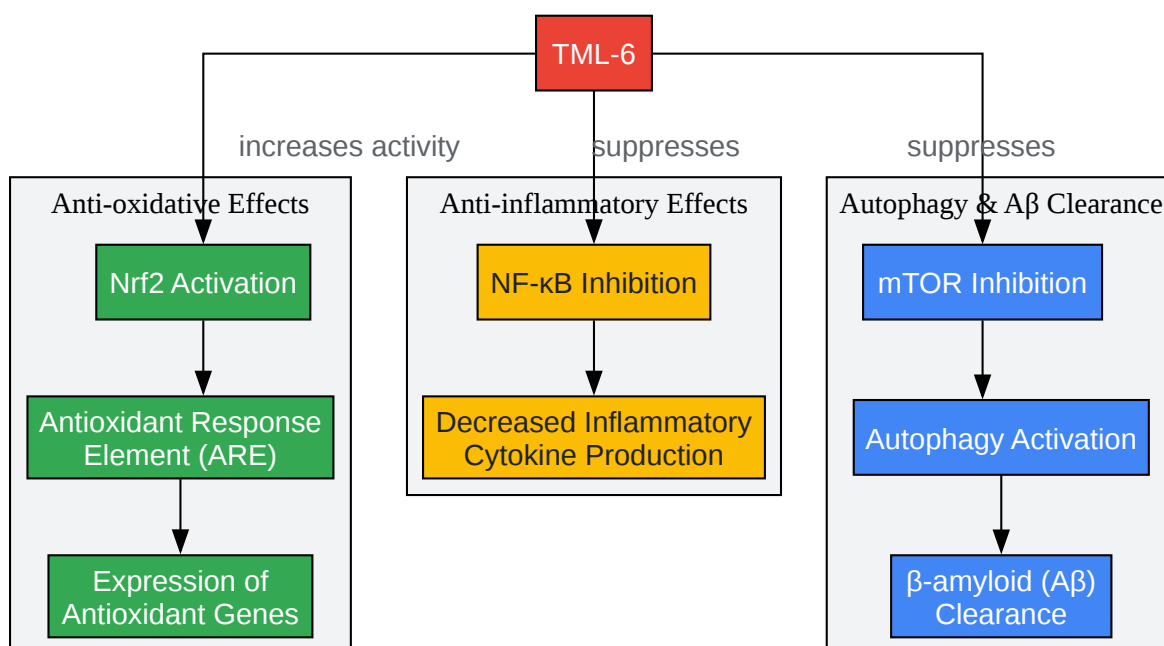 TML-6
increases activity
suppresses
suppresses
Anti-oxidative Effects
Nrf2 Activation
Antioxidant Response
Element (ARE)
Expression of
Antioxidant Genes
Anti-inflammatory Effects
NF-κB Inhibition
Decreased Inflammatory
Cytokine Production
Autophagy & Aβ Clearance
mTOR Inhibition
Autophagy Activation
β-amyloid (Aβ)
Clearance